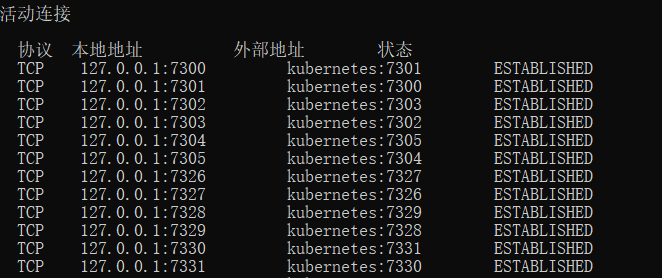 活动连接
协议 本地地址 外部地址 状态
TCP 127.0.0.1:7300 kubernetes:7301 ESTABLISHED
TCP 127.0.0.1:7301 kubernetes:7300 ESTABLISHED
TCP 127.0.0.1:7302 kubernetes:7303 ESTABLISHED
TCP 127.0.0.1:7303 kubernetes:7302 ESTABLISHED
TCP 127.0.0.1:7304 kubernetes:7305 ESTABLISHED
TCP 127.0.0.1:7305 kubernetes:7304 ESTABLISHED
TCP 127.0.0.1:7326 kubernetes:7327 ESTABLISHED
TCP 127.0.0.1:7327 kubernetes:7326 ESTABLISHED
TCP 127.0.0.1:7328 kubernetes:7329 ESTABLISHED
TCP 127.0.0.1:7329 kubernetes:7328 ESTABLISHED
TCP 127.0.0.1:7330 kubernetes:7331 ESTABLISHED
TCP 127.0.0.1:7331 kubernetes:7330 ESTABLISHED